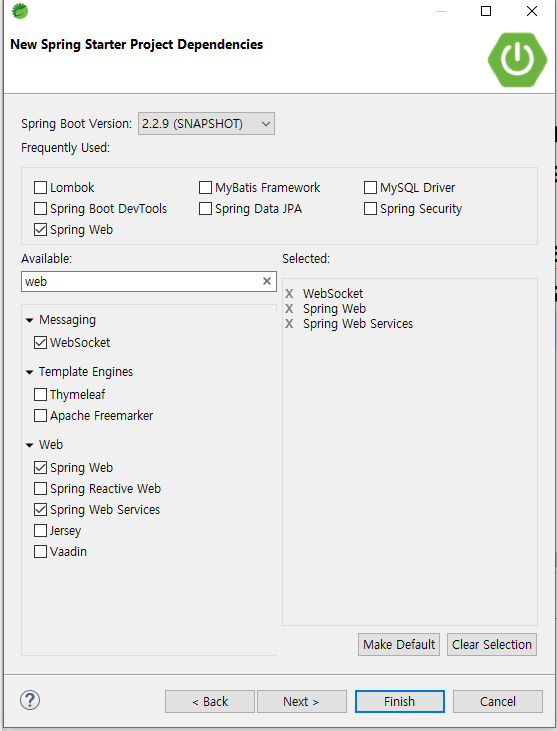 New Spring Starter Project Dependencies
Spring Boot Version: 2.2.9 (SNAPSHOT)
Frequently Used:
Lombok MyBatis Framework MySQL Driver
Spring Boot DevTools Spring Data JPA Spring Security
Spring Web
Available: Selected:
web
Messaging
WebSocket
Template Engines
Thymeleaf
Apache Freemarker
Web
Spring Web
Spring Reactive Web
Spring Web Services
Jersey
Vaadin
X WebSocket
X Spring Web
X Spring Web Services
Make Default Clear Selection
? < Back Next > Finish Cancel